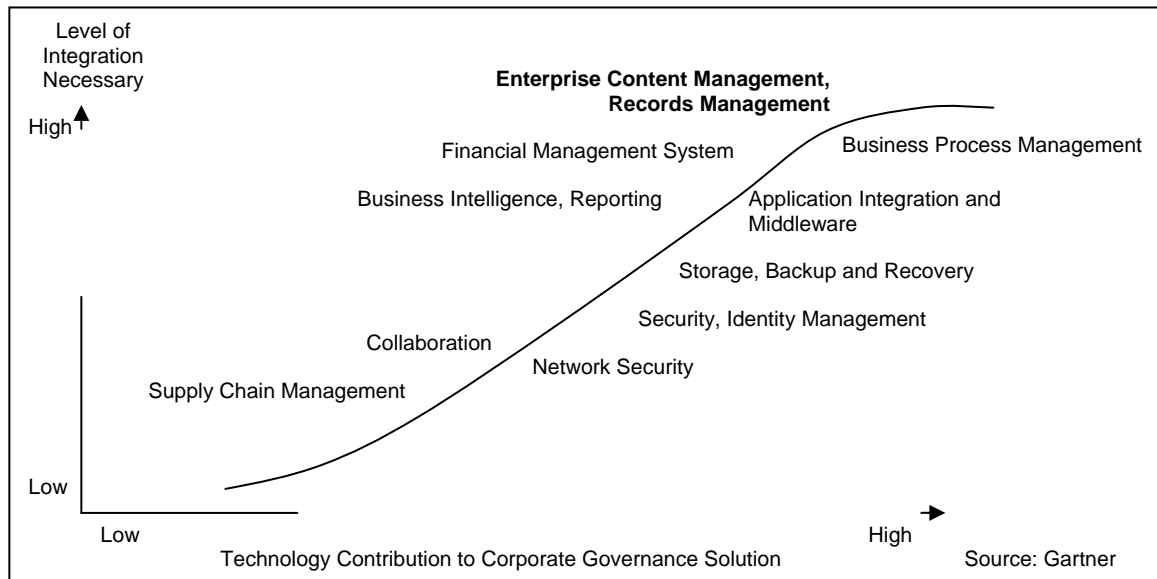 Level of
Integration
Necessary
High
Enterprise Content Management,
Records Management
Financial Management System
Business Process Management
Business Intelligence, Reporting
Application Integration and
Middleware
Storage, Backup and Recovery
Security, Identity Management
Collaboration
Network Security
Supply Chain Management
Low
Low
High
Technology Contribution to Corporate Governance Solution
Source: Gartner